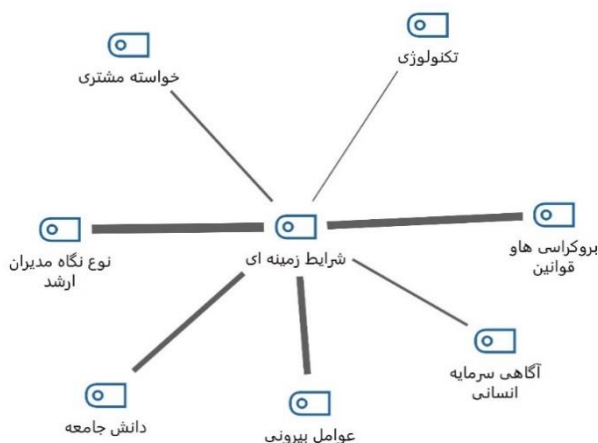 تکنولوژی
خواسته مشتری
بروکراسی هاو
قوانین
شرایط زمینه ای
نوع نگاه مدیران
ارشد
آگاهی سرمایه
انسانی
عوامل بیرونی
دانش جامعه